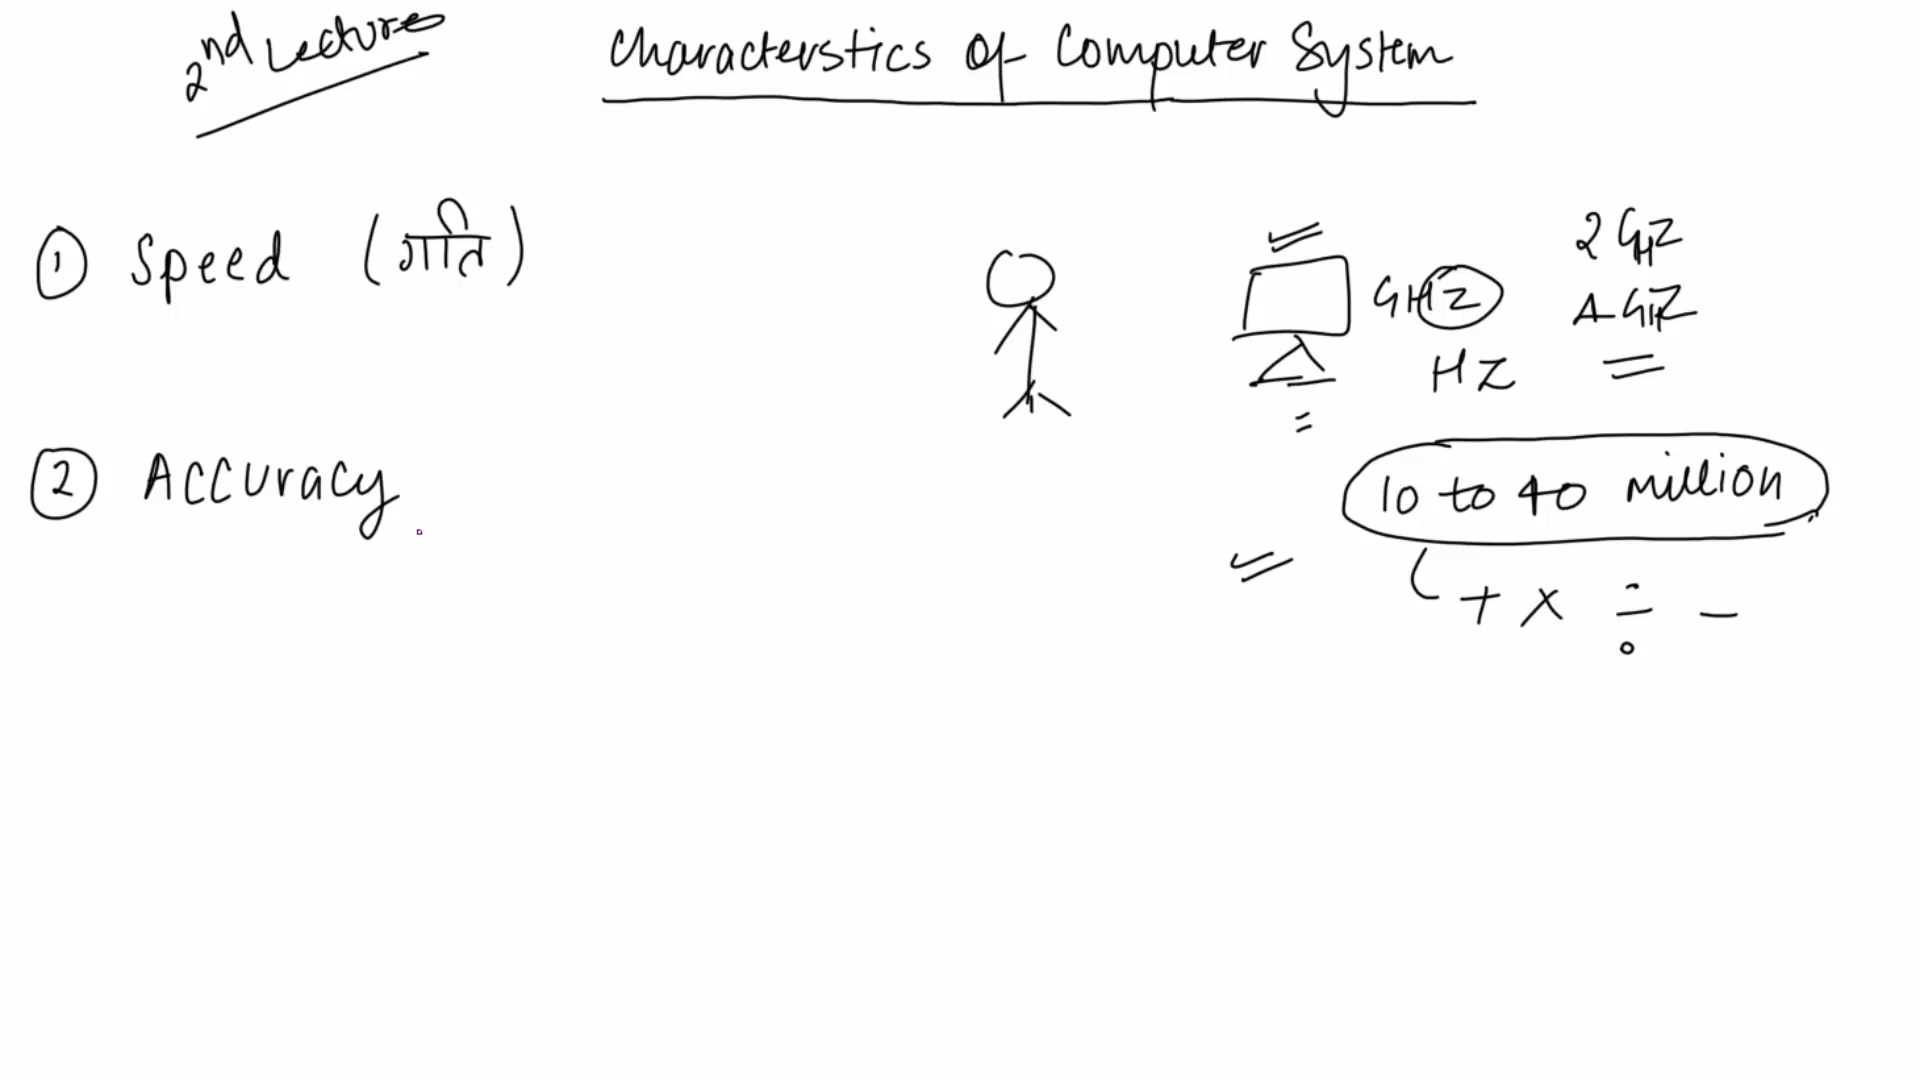 2nd Lecture
Characterstics of Computer System
① Speed (गति)
GHZ
HZ
2 GHZ
4 GHZ
② Accuracy
10 to 40 million
+ × ÷ −